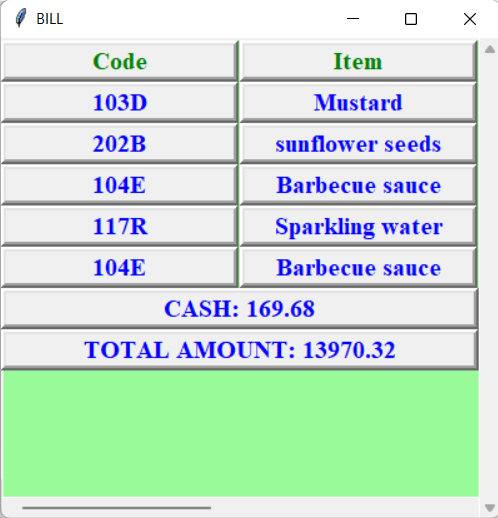 BILL
Code Item
103D Mustard
202B sunflower seeds
104E Barbecue sauce
117R Sparkling water
104E Barbecue sauce
CASH: 169.68
TOTAL AMOUNT: 13970.32